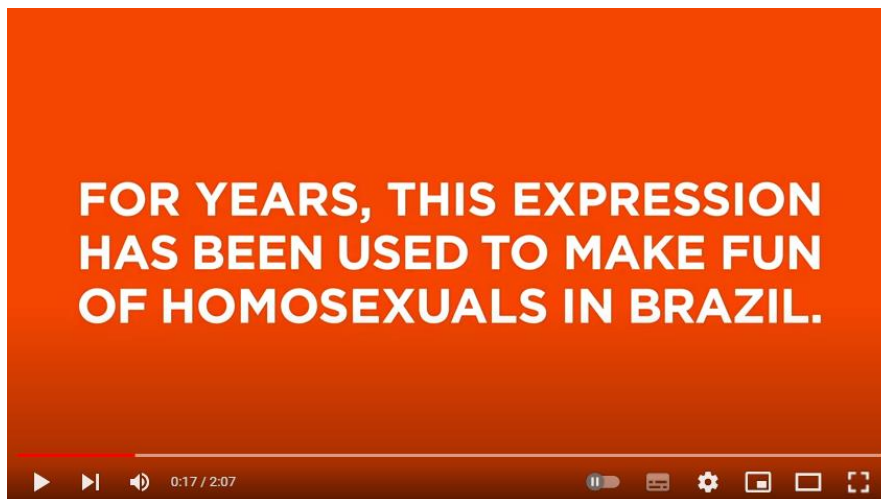 FOR YEARS, THIS EXPRESSION
HAS BEEN USED TO MAKE FUN
OF HOMOSEXUALS IN BRAZIL.
0:17 / 2:07